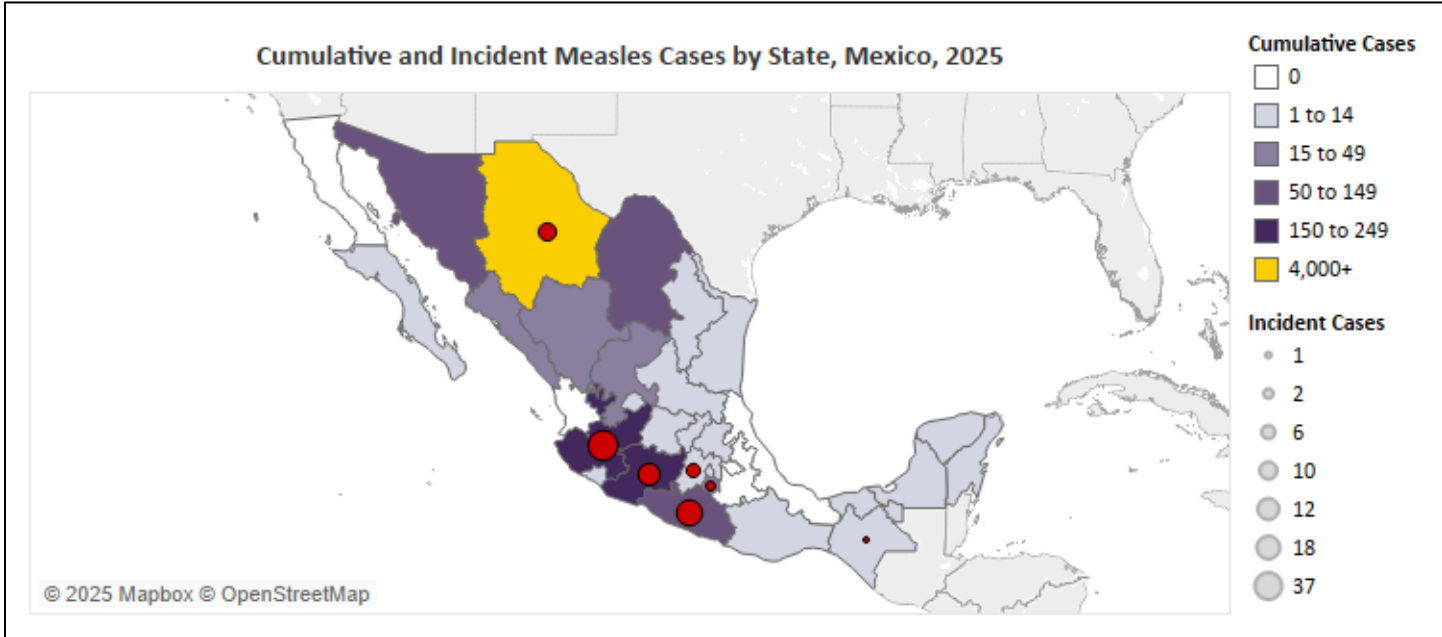 Cumulative and Incident Measles Cases by State, Mexico, 2025
Cumulative Cases
0
1 to 14
15 to 49
50 to 149
150 to 249
4,000+
Incident Cases
1
2
6
10
12
18
37
© 2025 Mapbox © OpenStreetMap